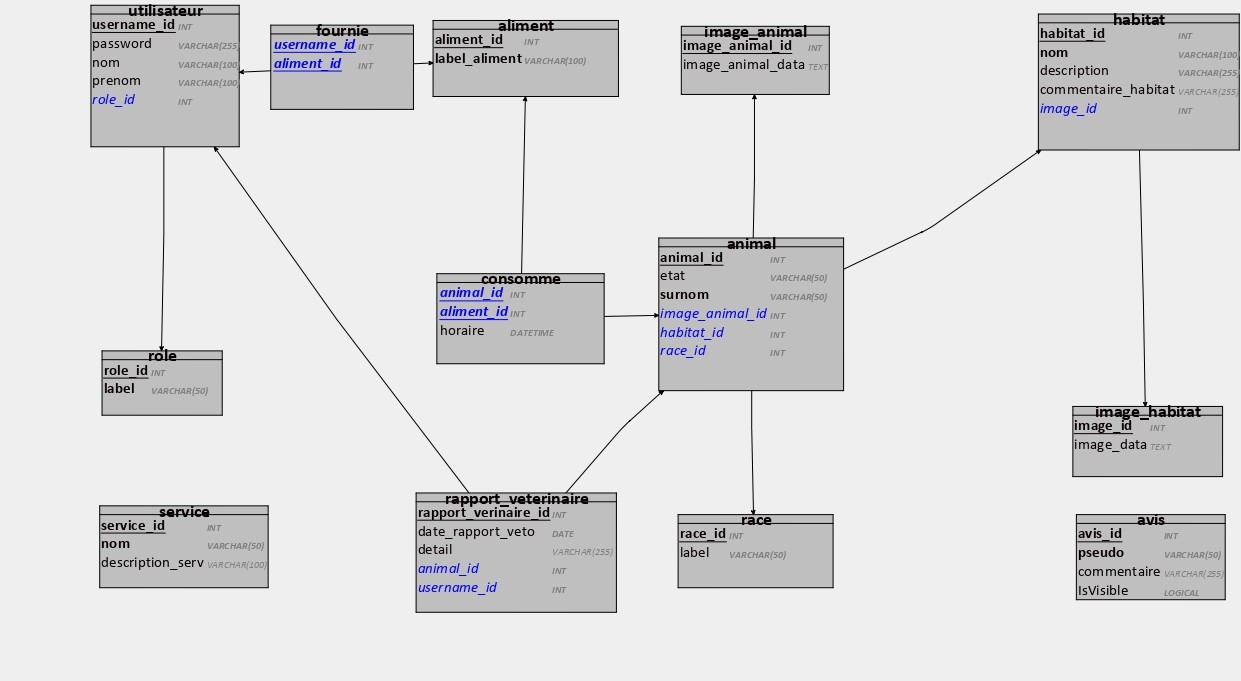 utilisateur
username_id INT
password VARCHAR(255)
nom VARCHAR(100)
prenom VARCHAR(100)
role_id INT
fournie
username_id INT
aliment_id INT
aliment
aliment_id INT
label_aliment VARCHAR(100)
image_animal
image_animal_id INT
image_animal_data TEXT
habitat
habitat_id INT
nom VARCHAR(100)
description VARCHAR(255)
commentaire_habitat VARCHAR(255)
image_id INT
consomme
animal_id INT
aliment_id INT
horaire DATETIME
animal
animal_id INT
etat VARCHAR(50)
surnom VARCHAR(50)
image_animal_id INT
habitat_id INT
race_id INT
role
role_id INT
label VARCHAR(50)
image_habitat
image_id INT
image_data TEXT
service
service_id INT
nom VARCHAR(50)
description_serv VARCHAR(100)
rapport_veterinaire
rapport_verinaire_id INT
date_rapport_veto DATE
detail VARCHAR(255)
animal_id INT
username_id INT
race
race_id INT
label VARCHAR(50)
avis
avis_id INT
pseudo VARCHAR(50)
commentaire VARCHAR(255)
IsVisible LOGICAL